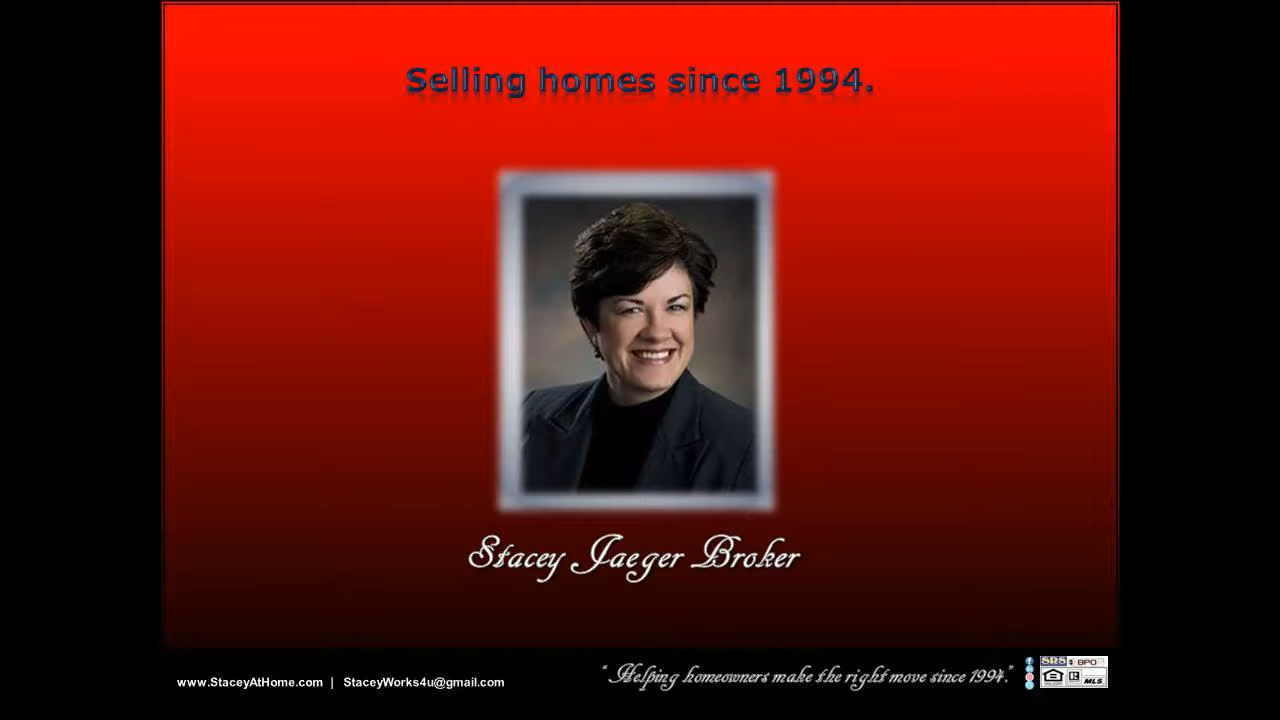 Selling homes since 1994.
Stacey Jaeger Broker
www.StaceyAtHome.com | StaceyWorks4u@gmail.com
“Helping homeowners make the right move since 1994.”
SRS BPO
MLS